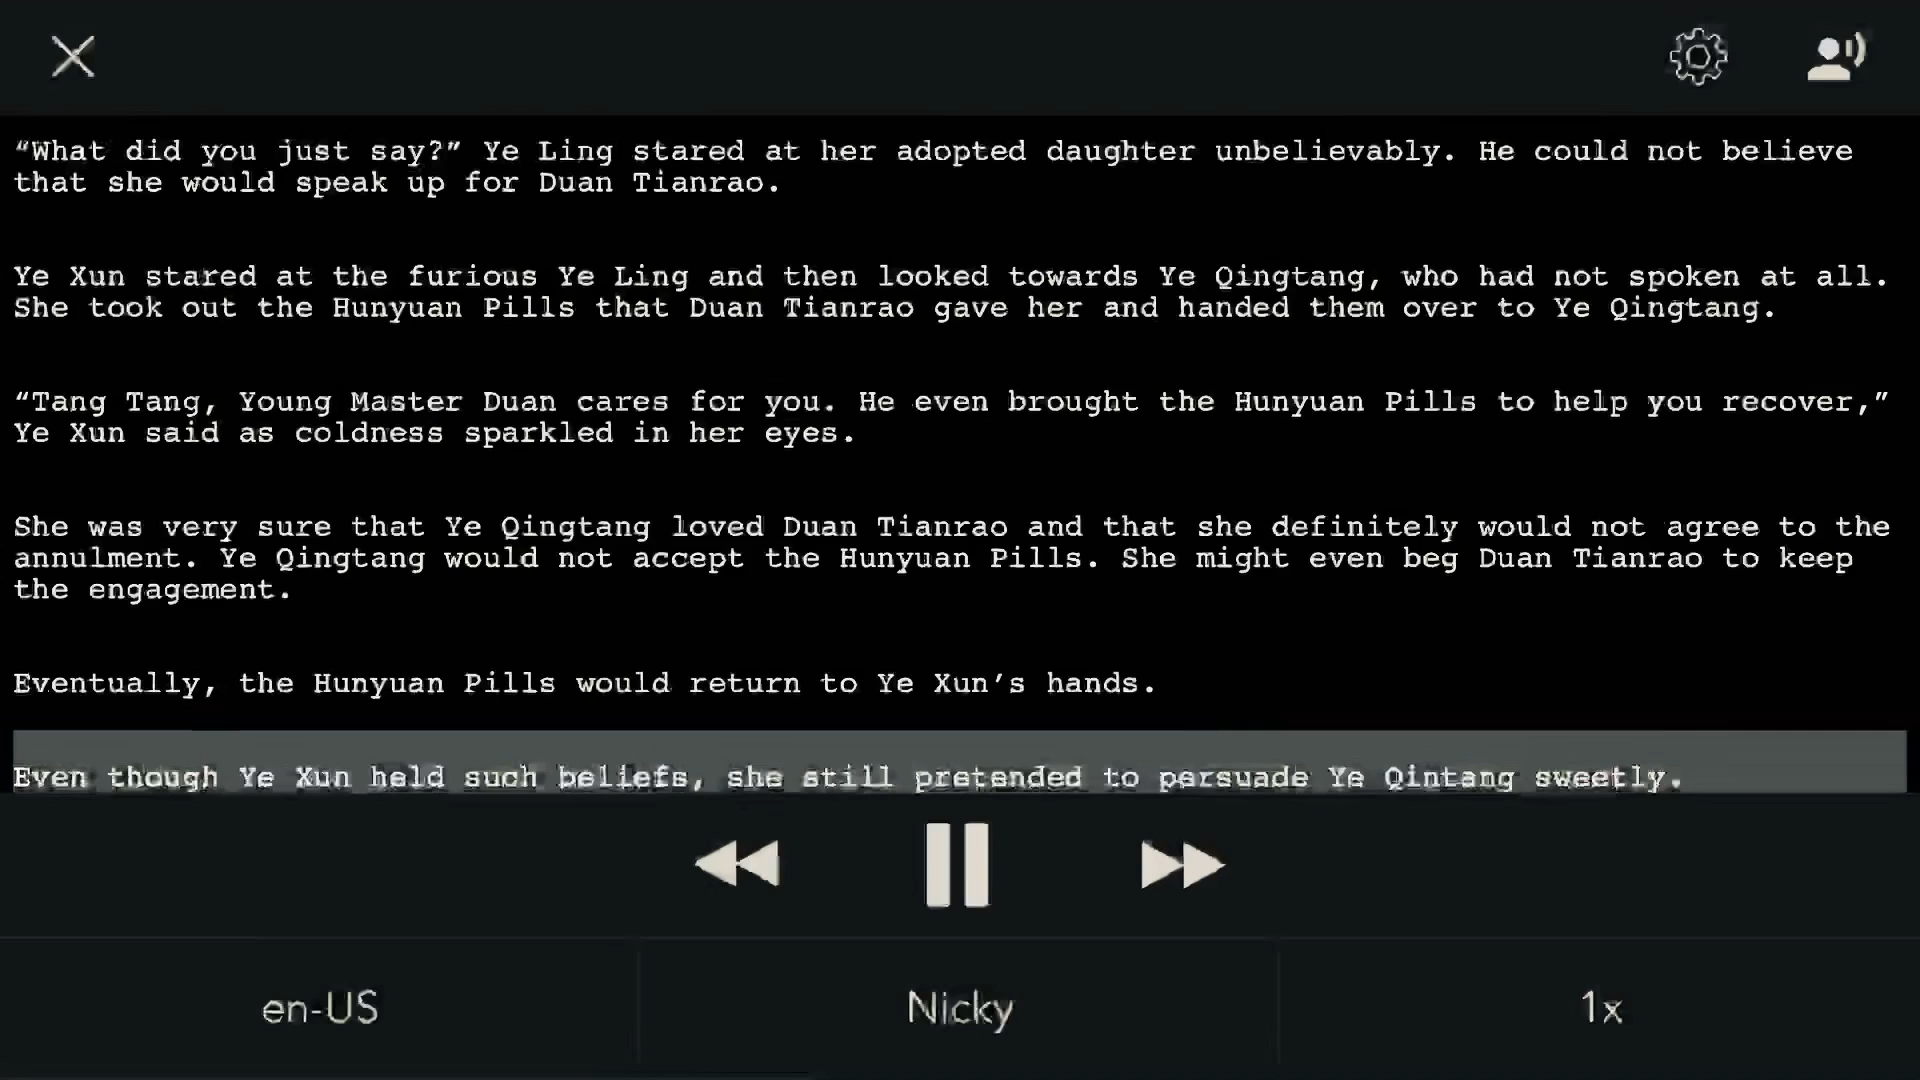 “What did you just say?” Ye Ling stared at her adopted daughter unbelievably. He could not believe
that she would speak up for Duan Tianrao.
Ye Xun stared at the furious Ye Ling and then looked towards Ye Qingtang, who had not spoken at all.
She took out the Hunyuan Pills that Duan Tianrao gave her and handed them over to Ye Qingtang.
“Tang Tang, Young Master Duan cares for you. He even brought the Hunyuan Pills to help you recover,”
Ye Xun said as coldness sparkled in her eyes.
She was very sure that Ye Qingtang loved Duan Tianrao and that she definitely would not agree to the
annulment. Ye Qingtang would not accept the Hunyuan Pills. She might even beg Duan Tianrao to keep
the engagement.
Eventually, the Hunyuan Pills would return to Ye Xun’s hands.
Even though Ye Xun held such beliefs, she still pretended to persuade Ye Qintang sweetly.
en-US
Nicky
1x